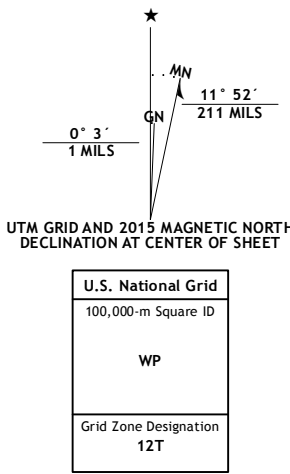 ★
MN
GN
11° 52´
211 MILS
0° 3´
1 MILS
UTM GRID AND 2015 MAGNETIC NORTH
DECLINATION AT CENTER OF SHEET
U.S. National Grid
100,000-m Square ID
WP
Grid Zone Designation
12T